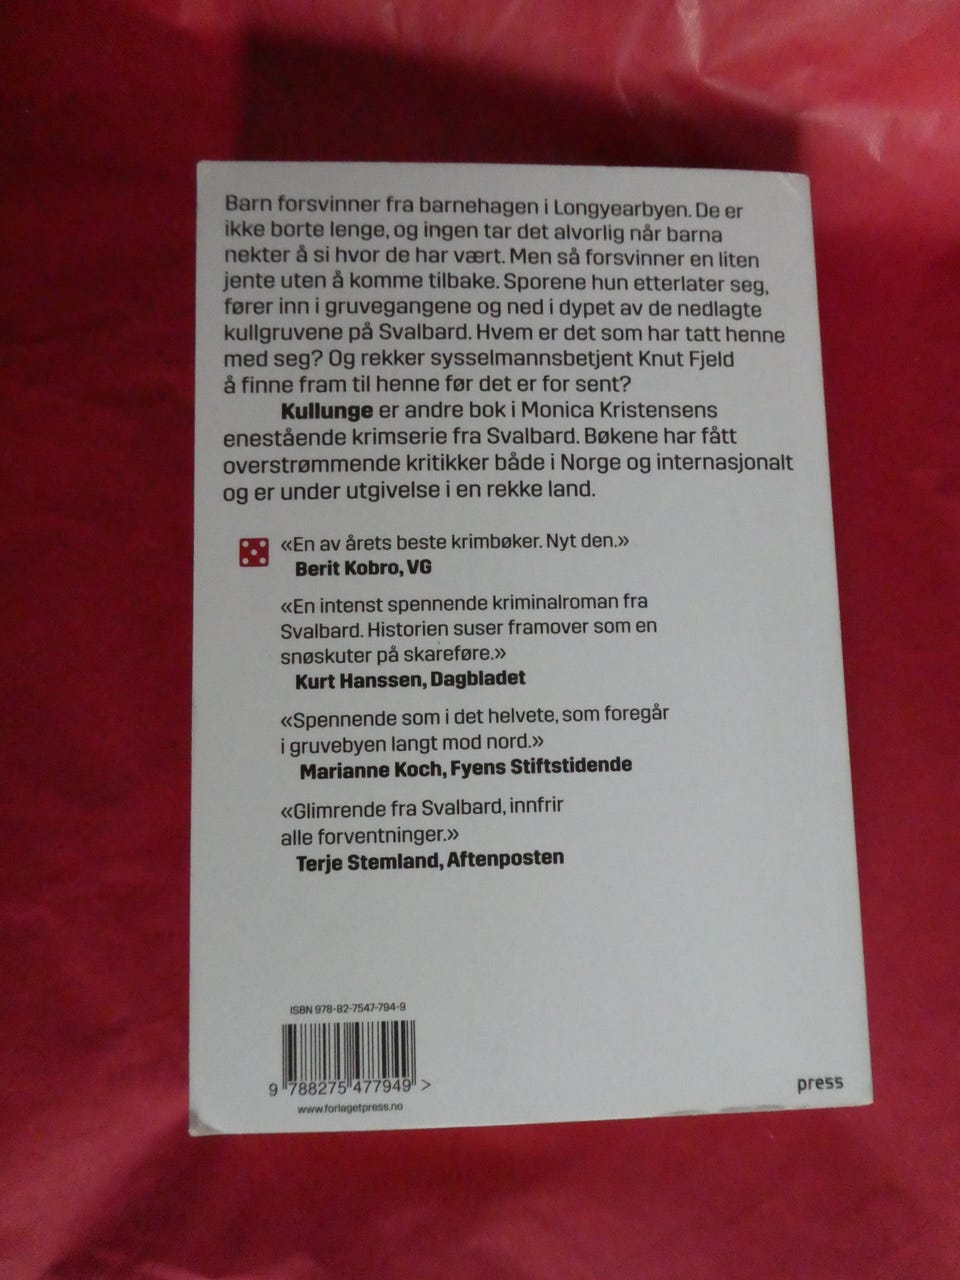 Barn forsvinner fra barnehagen i Longyearbyen. De er
ikke borte lenge, og ingen tar det alvorlig når barna
nekter å si hvor de har vært. Men så forsvinner en liten
jente uten å komme tilbake. Sporene hun etterlater seg,
fører inn i gruvegangene og ned i dypet av de nedlagte
kullgruvene på Svalbard. Hvem er det som har tatt henne
med seg? Og rekker sysselmannsbetjent Knut Fjeld
å finne fram til henne før det er for sent?
Kullunge er andre bok i Monica Kristensens
enestående krimserie fra Svalbard. Bøkene har fått
overstrømmende kritikker både i Norge og internasjonalt
og er under utgivelse i en rekke land.
«En av årets beste krimbøker. Nyt den.»
Berit Kobro, VG
«En intenst spennende kriminalroman fra
Svalbard. Historien suser framover som en
snøskuter på skareføre.»
Kurt Hanssen, Dagbladet
«Spennende som i det helvete, som foregår
i gruvebyen langt mod nord.»
Marianne Koch, Fyens Stiftstidende
«Glimrende fra Svalbard, innfrir
alle forventninger.»
Terje Stemland, Aftenposten
ISBN 978-82-7547-794-9
9 788275 477949 >
www.forlagetpress.no
press